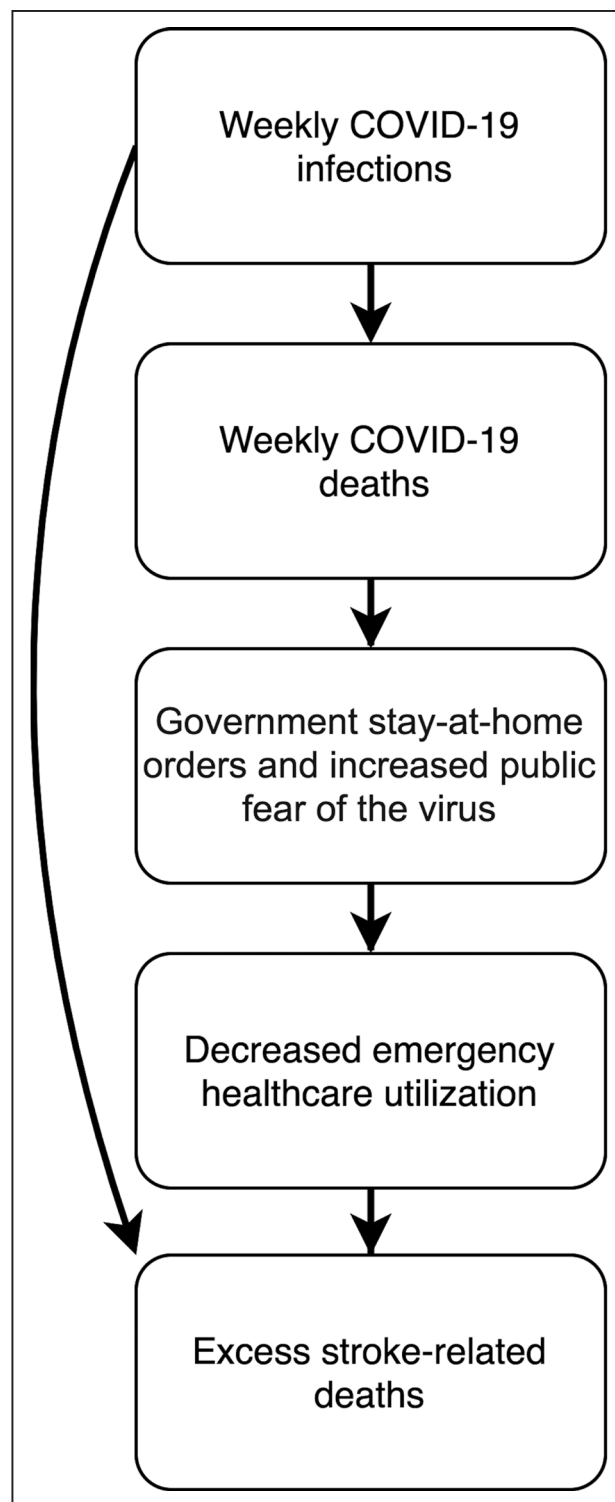 Weekly COVID-19
infections
Weekly COVID-19
deaths
Government stay-at-home
orders and increased public
fear of the virus
Decreased emergency
healthcare utilization
Excess stroke-related
deaths